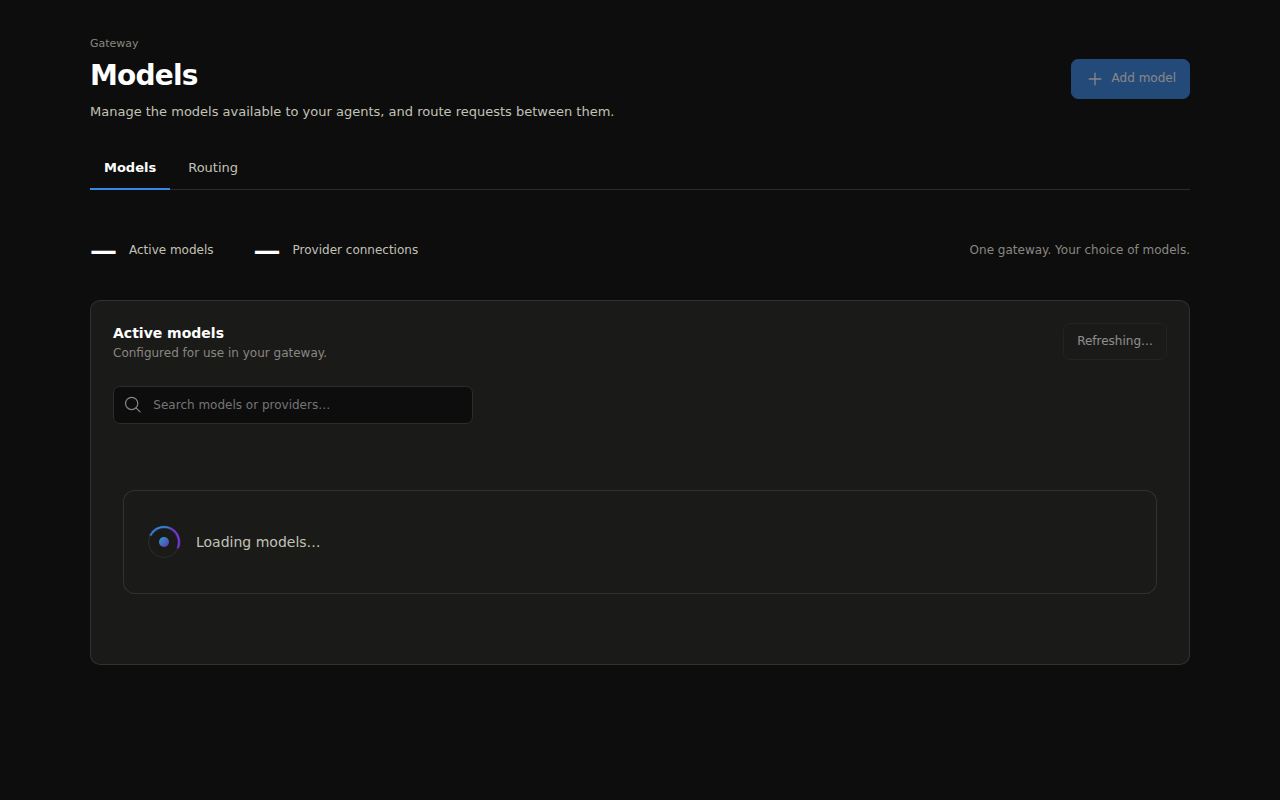 Gateway
Models
Add model
Manage the models available to your agents, and route requests between them.
Models Routing
— Active models — Provider connections One gateway. Your choice of models.
Active models
Configured for use in your gateway.
Refreshing…
Search models or providers…
Loading models…